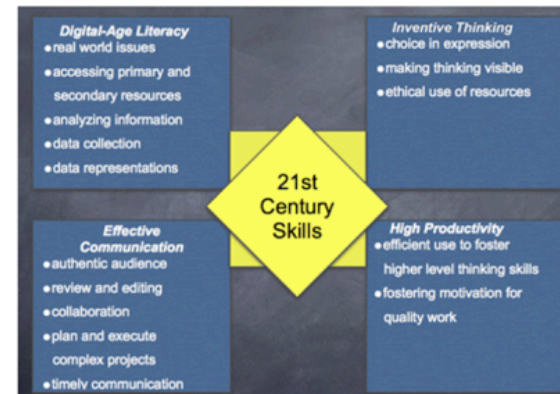 Digital-Age Literacy
●real world issues
●accessing primary and
secondary resources
●analyzing information
●data collection
●data representations
Inventive Thinking
●choice in expression
●making thinking visible
●ethical use of resources
21st
Century
Skills
Effective
Communication
●authentic audience
●review and editing
●collaboration
●plan and execute
complex projects
●timely communication
High Productivity
●efficient use to foster
higher level thinking skills
●fostering motivation for
quality work